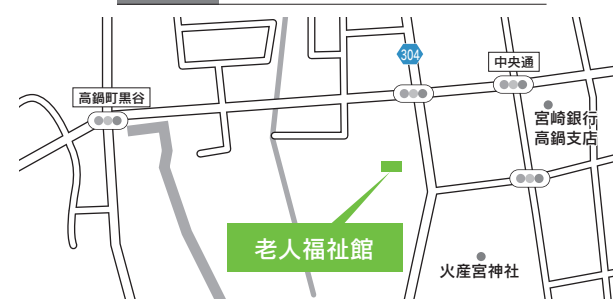 304
中央通
高鍋町黒谷
宮崎銀行
高鍋支店
老人福祉館
火産宮神社